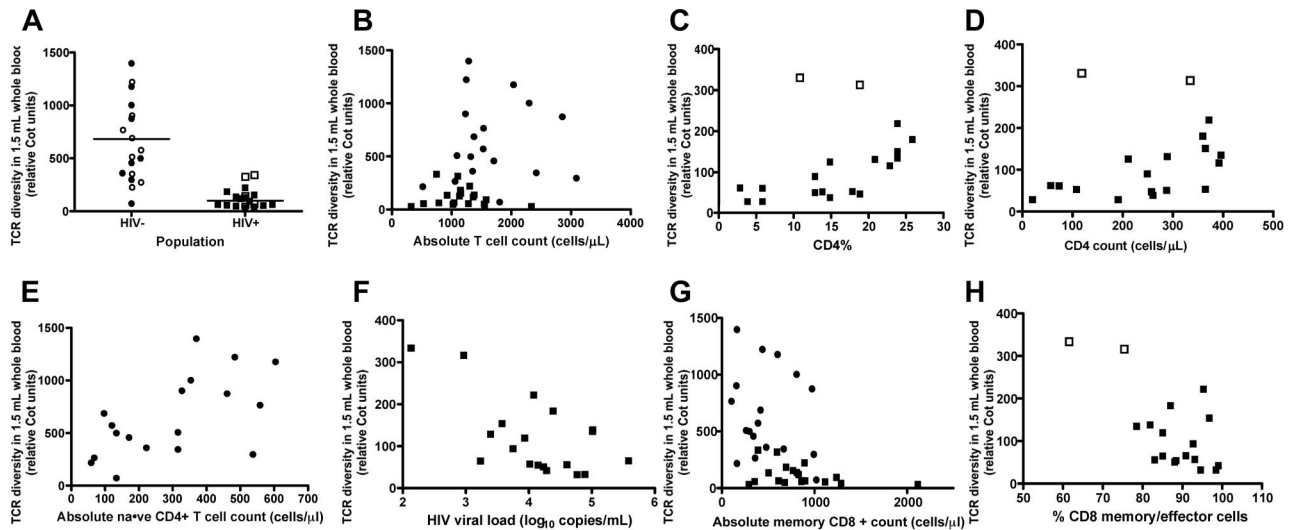 A
TCR diversity in 1.5 mL whole blood
(relative Cot units)
1500
1000
500
0
HIV-
HIV+
Population
B
TCR diversity in 1.5 mL whole blood
(relative Cot units)
1500
1000
500
0
0
1000
2000
3000
4000
Absolute T cell count (cells/μL)
C
TCR diversity in 1.5 mL whole blood
(relative Cot units)
400
300
200
100
0
0
10
20
30
CD4%
D
TCR diversity in 1.5 mL whole blood
(relative Cot units)
400
300
200
100
0
0
100
200
300
400
500
CD4 count (cells/μL)
E
TCR diversity in 1.5 mL whole blood
(relative Cot units)
1500
1000
500
0
0
100
200
300
400
500
600
700
Absolute na•ve CD4+ T cell count (cells/μl)
F
TCR diversity in 1.5 mL whole blood
(relative Cot units)
400
300
200
100
0
2
3
4
5
6
HIV viral load (log10 copies/mL)
G
TCR diversity in 1.5 mL whole blood
(relative Cot units)
1500
1000
500
0
0
1000
2000
Absolute memory CD8 + count (cells/μl)
H
TCR diversity in 1.5 mL whole blood
(relative Cot units)
400
300
200
100
0
50
60
70
80
90
100
110
% CD8 memory/effector cells